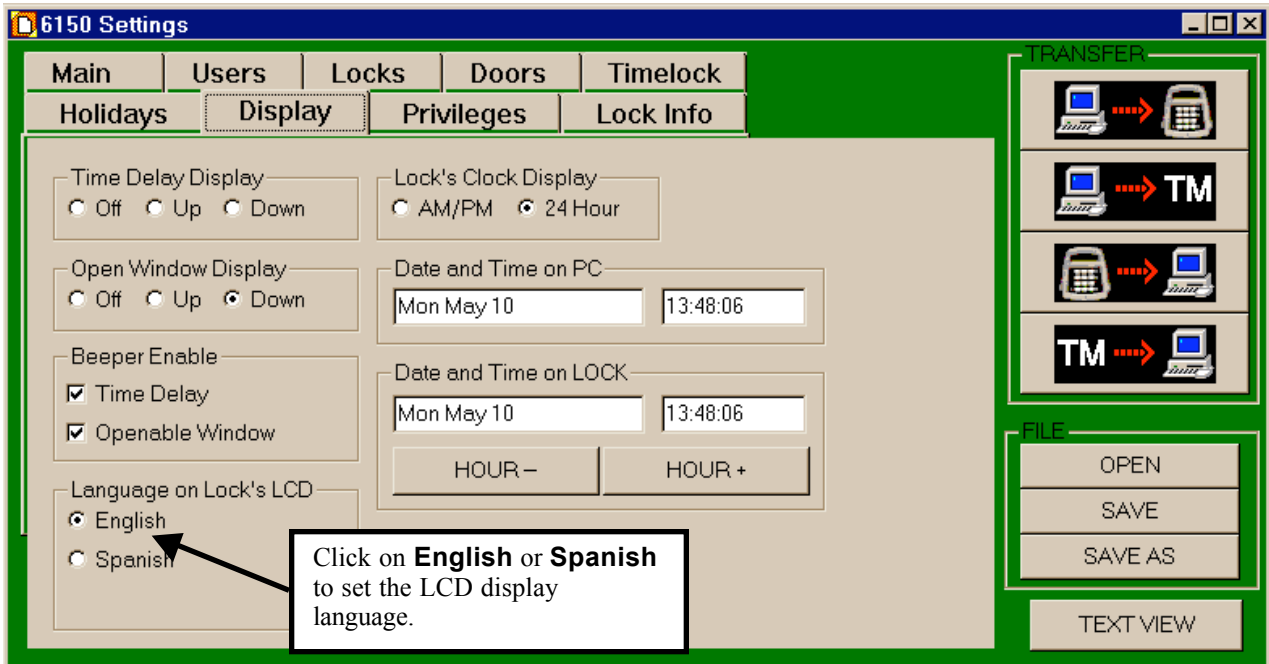 6150 Settings
Main Users Locks Doors Timelock
Holidays Display Privileges Lock Info
Time Delay Display
Off Up Down
Lock's Clock Display
AM/PM 24 Hour
Open Window Display
Off Up Down
Date and Time on PC
Mon May 10 13:48:06
Beeper Enable
Time Delay
Openable Window
Date and Time on LOCK
Mon May 10 13:48:06
HOUR – HOUR +
Language on Lock's LCD
English
Spanish
Click on English or Spanish
to set the LCD display
language.
TRANSFER
TM
TM
FILE
OPEN
SAVE
SAVE AS
TEXT VIEW